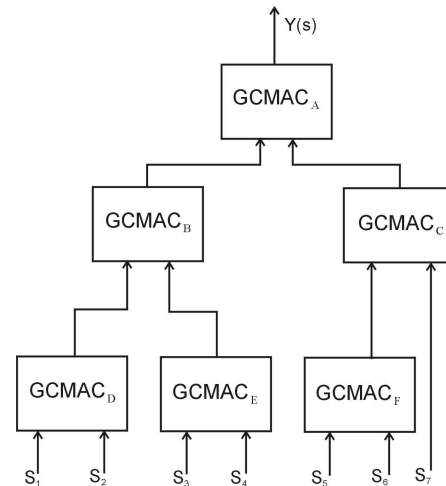 Y(s)
GCMAC_A
GCMAC_B
GCMAC_C
GCMAC_D
GCMAC_E
GCMAC_F
S_1
S_2
S_3
S_4
S_5
S_6
S_7